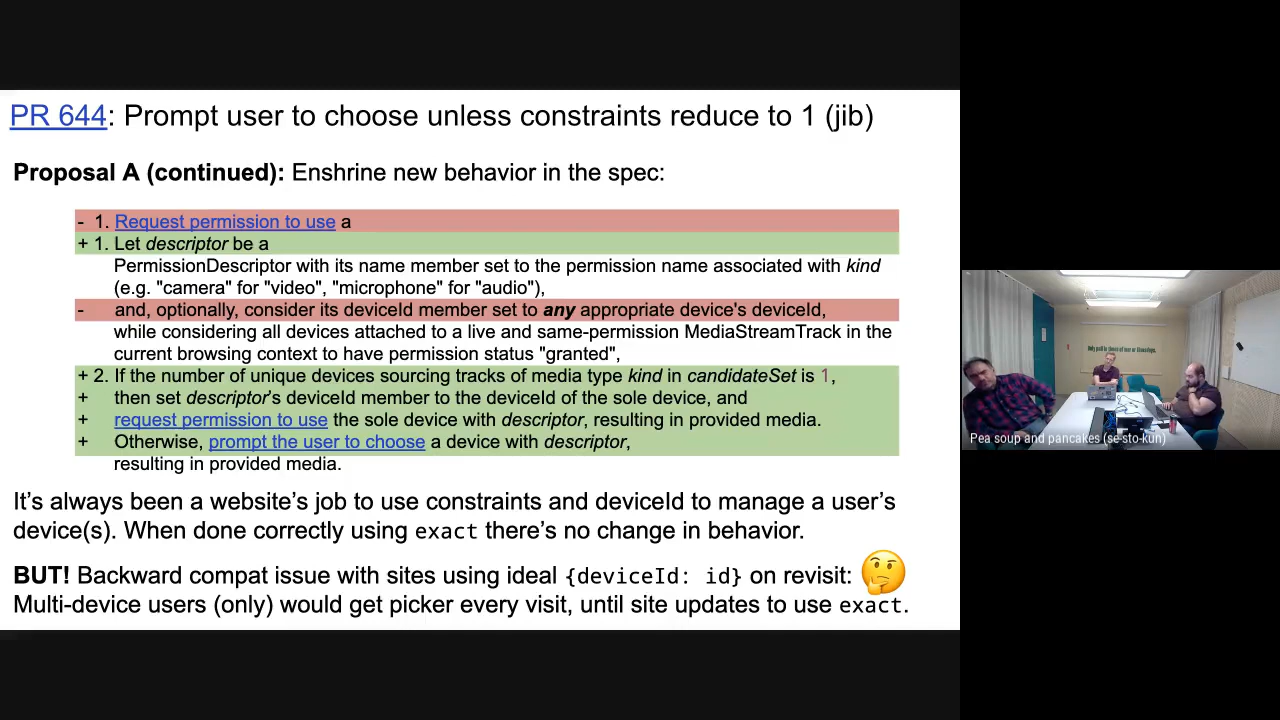 PR 644: Prompt user to choose unless constraints reduce to 1 (jib)
Proposal A (continued): Enshrine new behavior in the spec:
- 1. Request permission to use a
+ 1. Let descriptor be a
PermissionDescriptor with its name member set to the permission name associated with kind
(e.g. "camera" for "video", "microphone" for "audio"),
- and, optionally, consider its deviceId member set to any appropriate device's deviceId,
while considering all devices attached to a live and same-permission MediaStreamTrack in the
current browsing context to have permission status "granted",
+ 2. If the number of unique devices sourcing tracks of media type kind in candidateSet is 1,
+ then set descriptor's deviceId member to the deviceId of the sole device, and
+ request permission to use the sole device with descriptor, resulting in provided media.
+ Otherwise, prompt the user to choose a device with descriptor,
resulting in provided media.
It's always been a website's job to use constraints and deviceId to manage a user's
device(s). When done correctly using exact there's no change in behavior.
BUT! Backward compat issue with sites using ideal {deviceId: id} on revisit: 🤔
Multi-device users (only) would get picker every visit, until site updates to use exact.
Pea soup and pancakes (se-sto-kun)